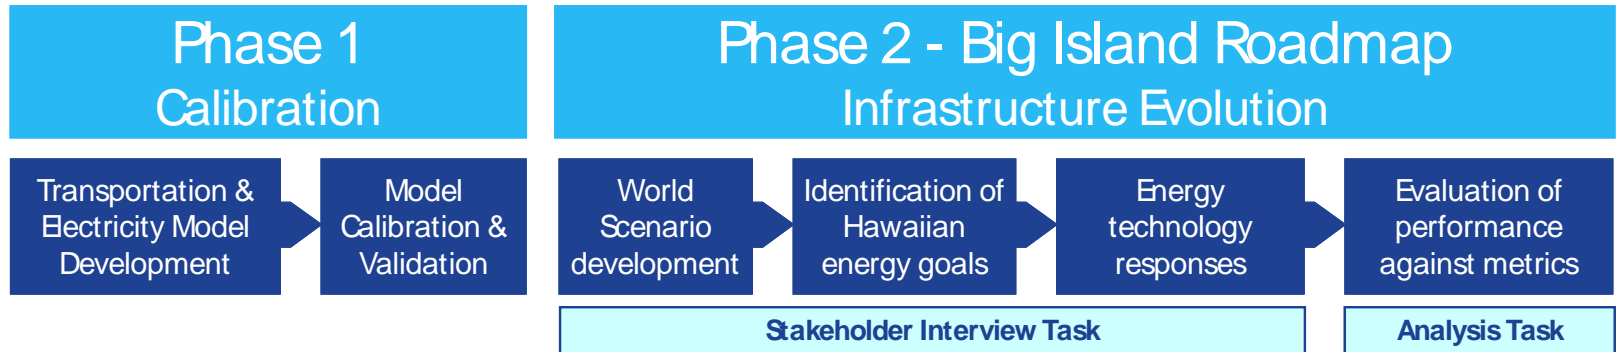 Phase 1
Calibration
Phase 2 - Big Island Roadmap
Infrastructure Evolution
Transportation &
Electricity Model
Development
Model
Calibration &
Validation
World
Scenario
development
Identification of
Hawaiian
energy goals
Energy
technology
responses
Evaluation of
performance
against metrics
Stakeholder Interview Task
Analysis Task